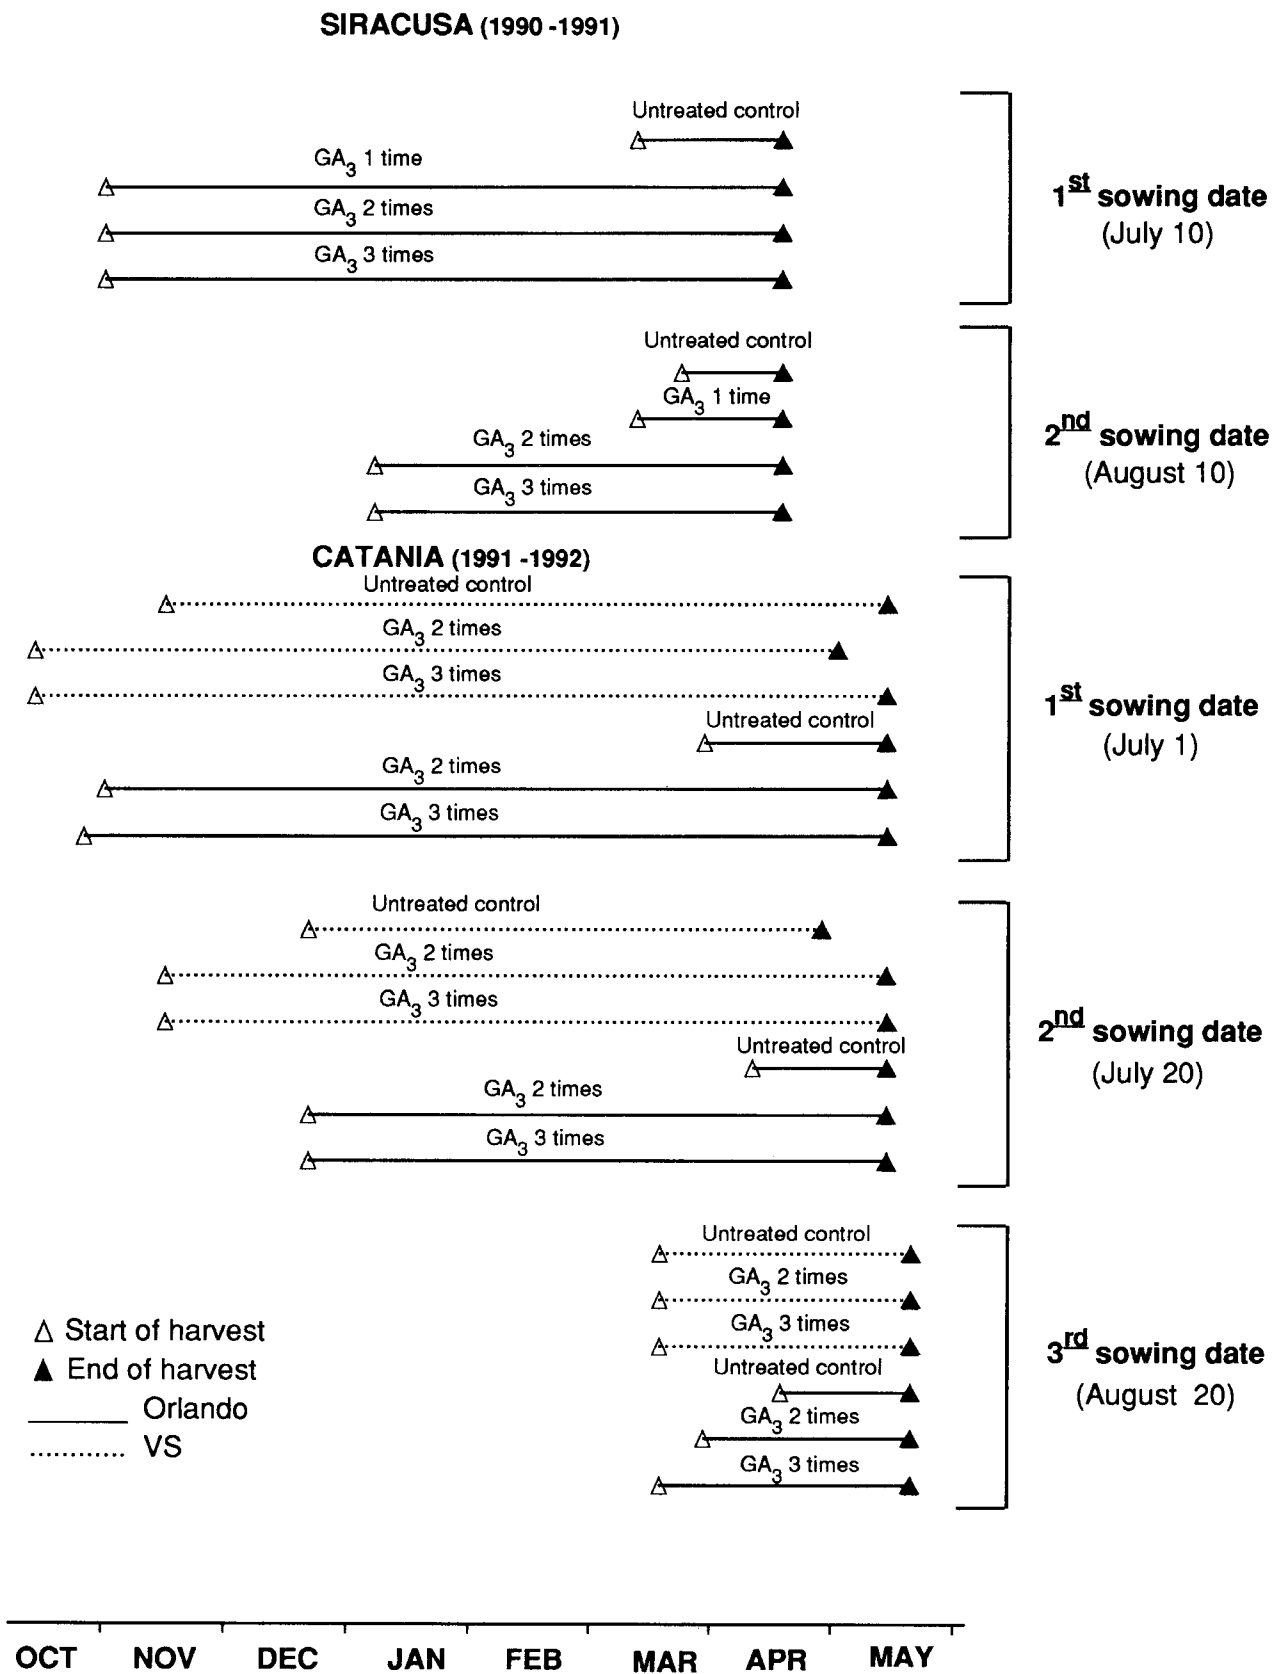 SIRACUSA (1990 -1991)
Untreated control
GA3 1 time
GA3 2 times
GA3 3 times
1st sowing date
(July 10)
Untreated control
GA3 1 time
GA3 2 times
GA3 3 times
2nd sowing date
(August 10)
CATANIA (1991 -1992)
Untreated control
GA3 2 times
GA3 3 times
Untreated control
GA3 2 times
GA3 3 times
1st sowing date
(July 1)
Untreated control
GA3 2 times
GA3 3 times
Untreated control
GA3 2 times
GA3 3 times
2nd sowing date
(July 20)
Untreated control
GA3 2 times
GA3 3 times
Untreated control
GA3 2 times
GA3 3 times
3rd sowing date
(August 20)
Start of harvest
End of harvest
Orlando
VS
OCT NOV DEC JAN FEB MAR APR MAY